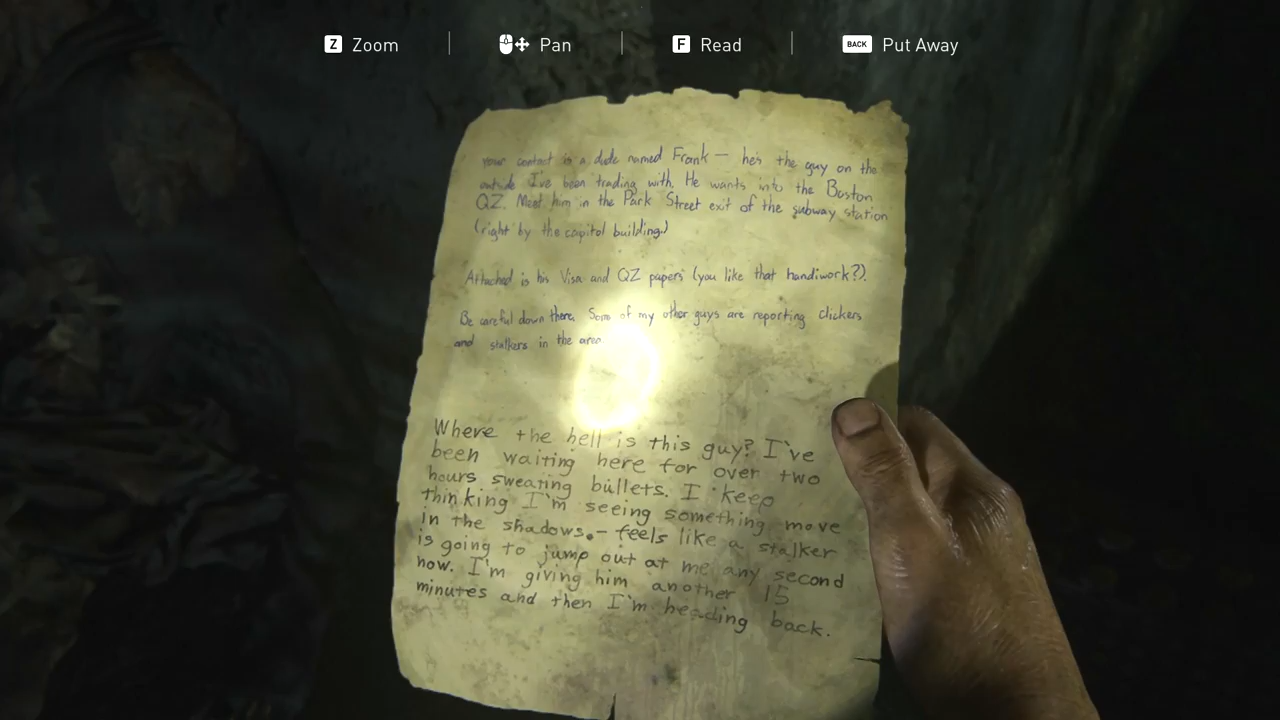 Z Zoom
Pan
F Read
BACK Put Away
Your contact is a dude named Frank — he's the guy on the
outside I've been trading with. He wants into the Boston
QZ. Meet him in the Park Street exit of the subway station
(right by the capitol building.)
Attached is his Visa and QZ papers (you like that handiwork?).
Be careful down there. Some of my other guys are reporting clickers
and stalkers in the area.
Where the hell is this guy? I've
been waiting here for over two
hours sweating bullets. I keep
thinking I'm seeing something move
in the shadows. - feels like a stalker
is going to jump out at me any second
now. I'm giving him another 15
minutes and then I'm heading back.